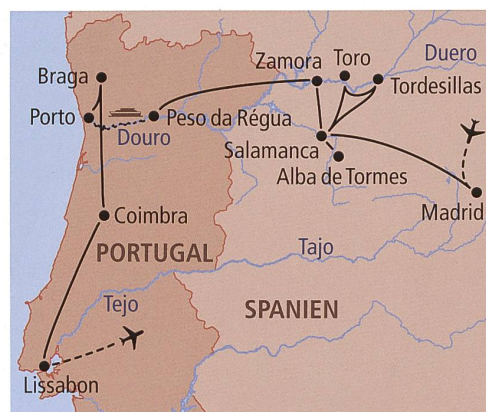 Zamora
Toro
Duero
Braga
Tordesillas
Porto
Peso da Régua
Douro
Salamanca
Alba de Tormes
Madrid
Coimbra
PORTUGAL
Tajo
Tejo
SPANIEN
Lissabon